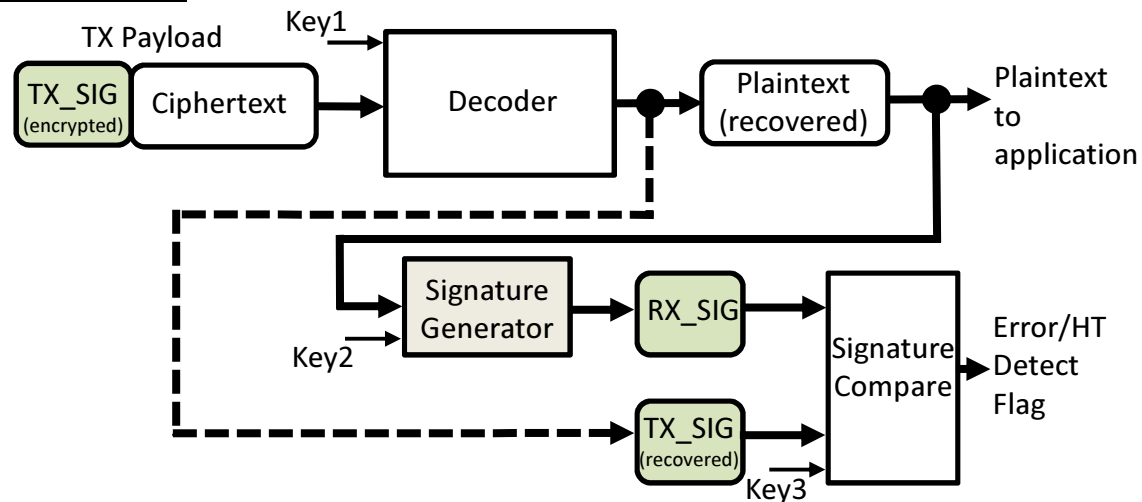 TX Payload
Key1
TX_SIG
(encrypted)
Ciphertext
Decoder
Plaintext
(recovered)
Plaintext
to
application
Signature
Generator
Key2
RX_SIG
TX_SIG
(recovered)
Key3
Signature
Compare
Error/HT
Detect
Flag